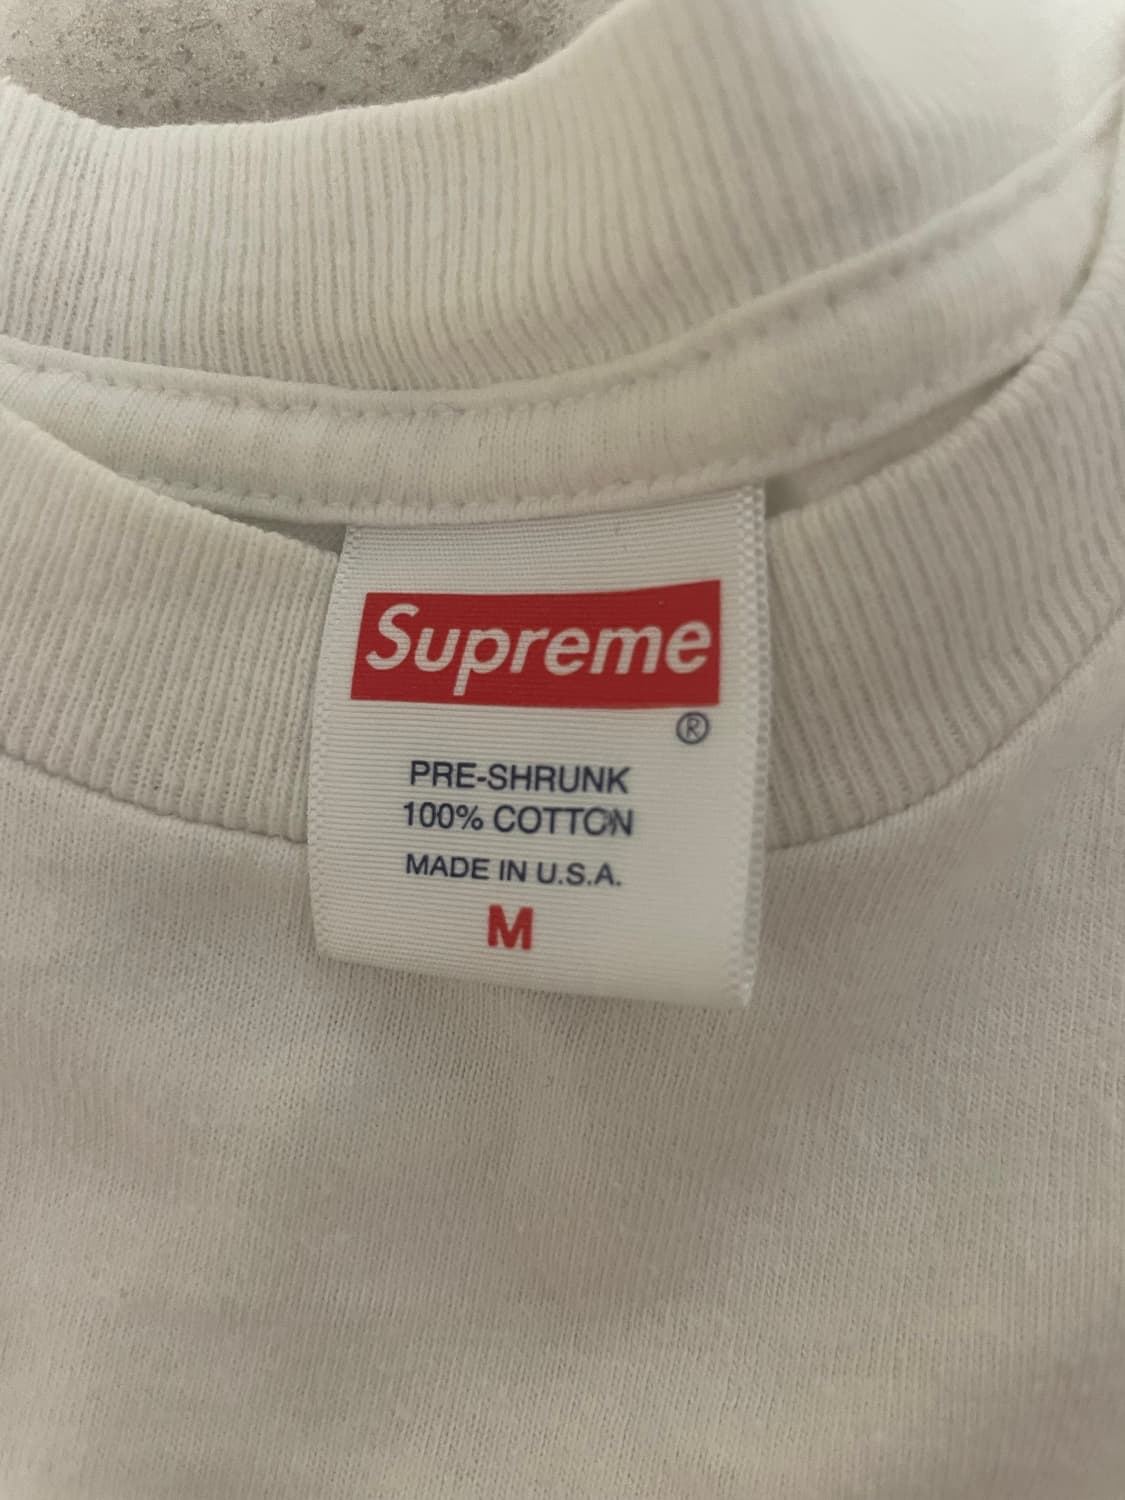 Supreme
®
PRE-SHRUNK
100% COTTON
MADE IN U.S.A.
M